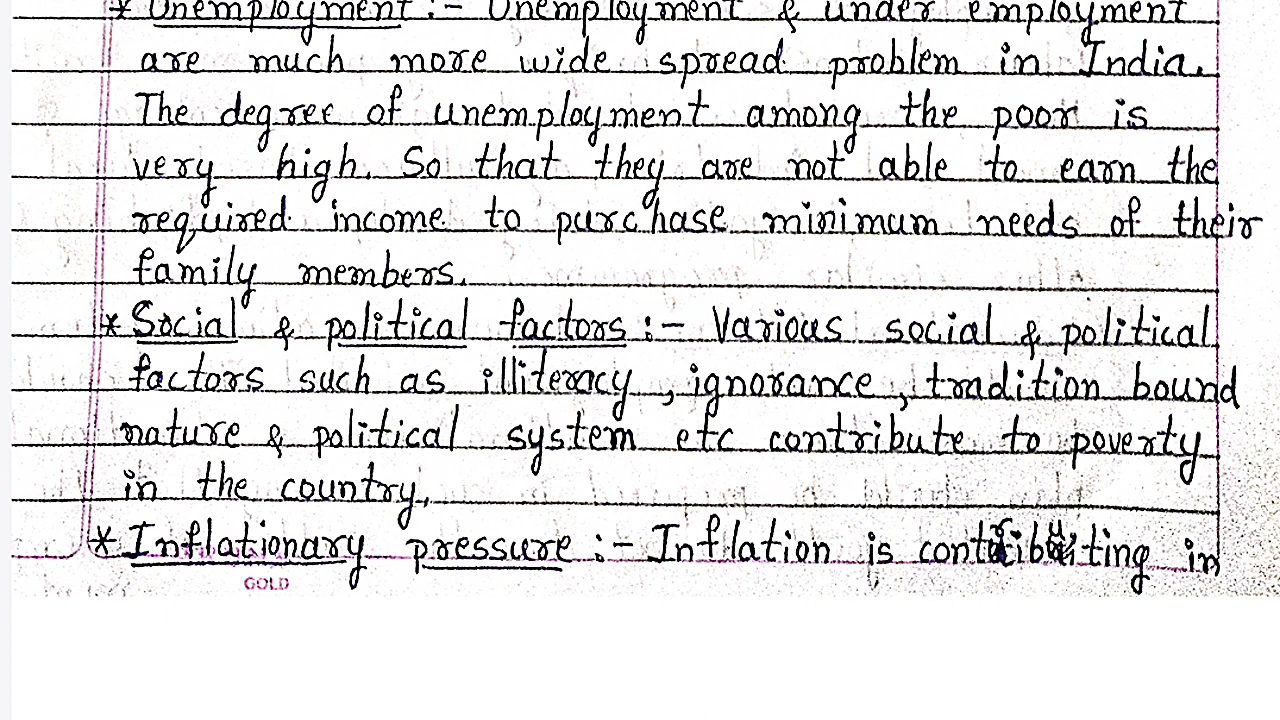 * Unemployment :- Unemployment & under employment
are much more wide spread problem in India.
The degree of unemployment among the poor is
very high. So that they are not able to earn the
required income to purchase minimum needs of their
family members.
* Social & political factors :- Various social & political
factors such as illiteracy, ignorance, tradition bound
nature & political system etc contribute to poverty
in the country.
* Inflationary pressure :- Inflation is contributing in
GOLD